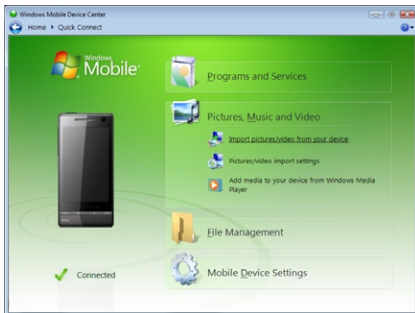 Windows Mobile Device Center
Home ▸ Quick Connect
Windows
Mobile®
Programs and Services
Pictures, Music and Video
Import pictures/video from your device
Pictures/video import settings
Add media to your device from Windows Media
Player
File Management
Connected
Mobile Device Settings